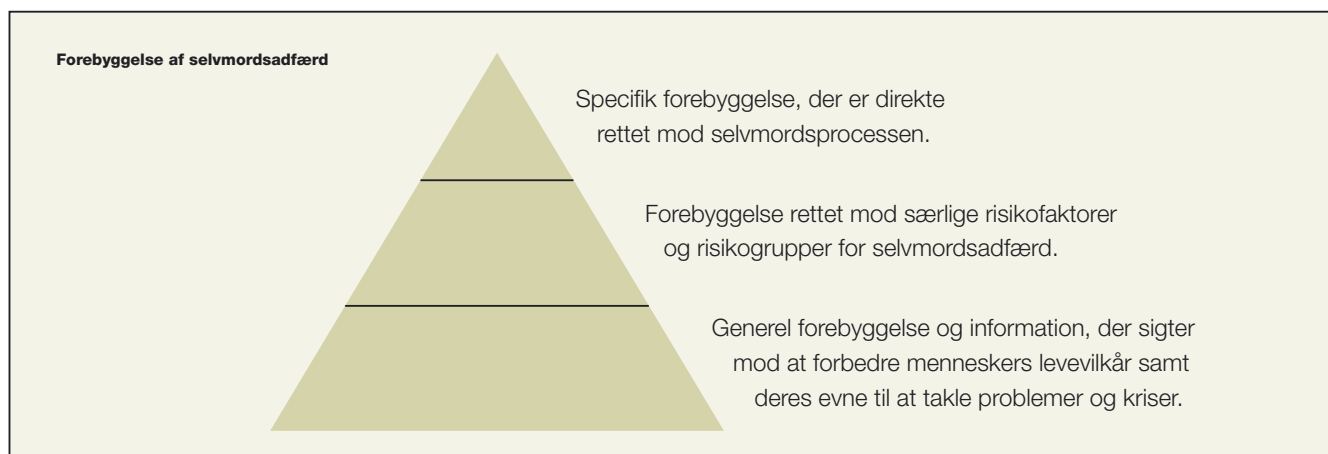 Forebyggelse af selvmordsadfærd
Specifik forebyggelse, der er direkte
rettet mod selvmordsprocessen.
Forebyggelse rettet mod særlige risikofaktorer
og risikogrupper for selvmordsadfærd.
Generel forebyggelse og information, der sigter
mod at forbedre menneskers levevilkår samt
deres evne til at takle problemer og kriser.